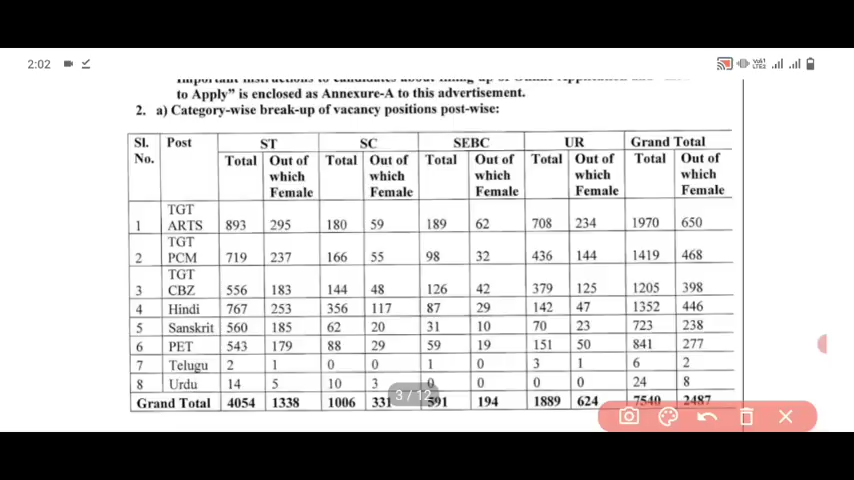 2:02
to Apply” is enclosed as Annexure-A to this advertisement.
2. a) Category-wise break-up of vacancy positions post-wise:
Sl. No. Post ST SC SEBC UR Grand Total
Total Out of which Female Total Out of which Female Total Out of which Female Total Out of which Female Total Out of which Female
1 TGT ARTS 893 295 180 59 189 62 708 234 1970 650
2 TGT PCM 719 237 166 55 98 32 436 144 1419 468
3 TGT CBZ 556 183 144 48 126 42 379 125 1205 398
4 Hindi 767 253 356 117 87 29 142 47 1352 446
5 Sanskrit 560 185 62 20 31 10 70 23 723 238
6 PET 543 179 88 29 59 19 151 50 841 277
7 Telugu 2 1 0 0 1 0 3 1 6 2
8 Urdu 14 5 10 3 0 0 0 0 24 8
Grand Total 4054 1338 1006 331 591 194 1889 624 7540 2487
3 / 12